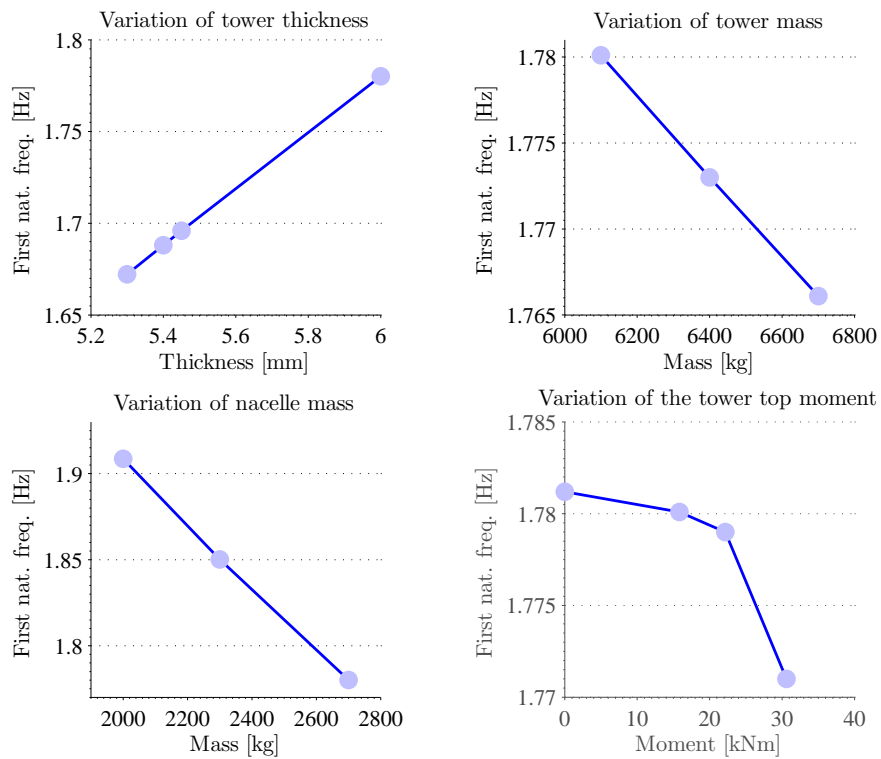 Variation of tower thickness
First nat. freq. [Hz]
1.8
1.75
1.7
1.65
5.2 5.4 5.6 5.8 6
Thickness [mm]
Variation of tower mass
First nat. freq. [Hz]
1.78
1.775
1.77
1.765
6000 6200 6400 6600 6800
Mass [kg]
Variation of nacelle mass
First nat. freq. [Hz]
1.9
1.85
1.8
2000 2200 2400 2600 2800
Mass [kg]
Variation of the tower top moment
First nat. freq. [Hz]
1.785
1.78
1.775
1.77
0 10 20 30 40
Moment [kNm]